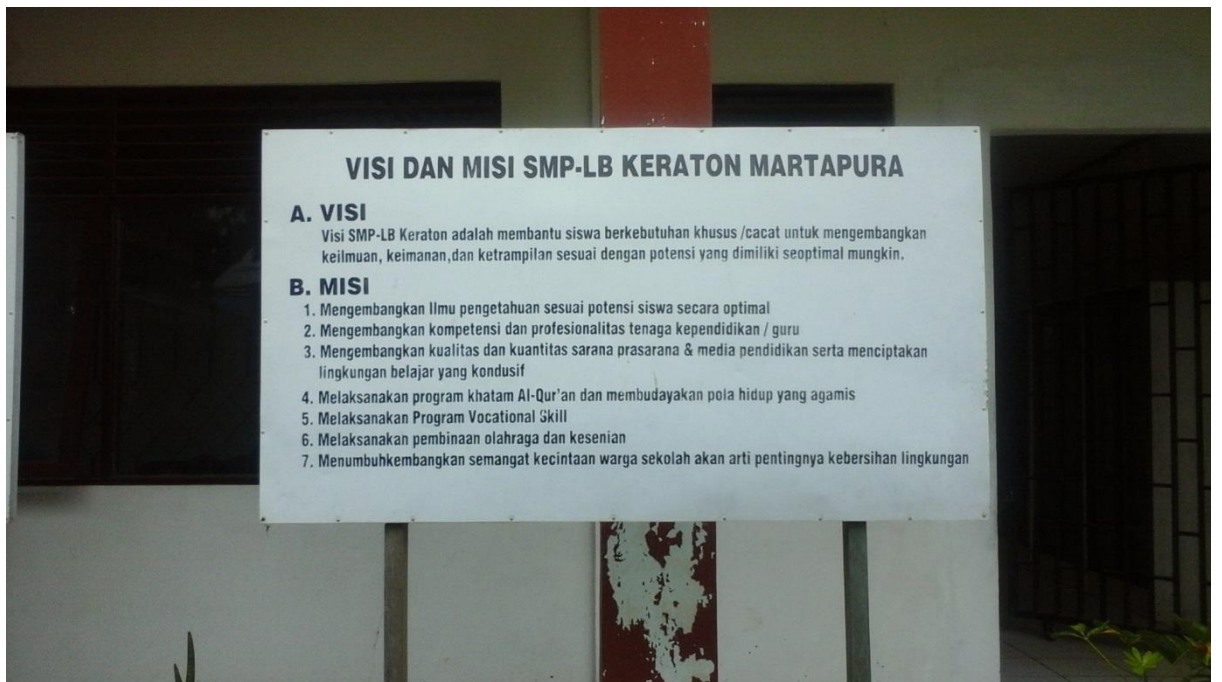 VISI DAN MISI SMP-LB KERATON MARTAPURA
A. VISI
Visi SMP-LB Keraton adalah membantu siswa berkebutuhan khusus /cacat untuk mengembangkan
keilmuan, keimanan,dan ketrampilan sesuai dengan potensi yang dimiliki seoptimal mungkin.
B. MISI
1. Mengembangkan Ilmu pengetahuan sesuai potensi siswa secara optimal
2. Mengembangkan kompetensi dan profesionalitas tenaga kependidikan / guru
3. Mengembangkan kualitas dan kuantitas sarana prasarana & media pendidikan serta menciptakan
lingkungan belajar yang kondusif
4. Melaksanakan program khatam Al-Qur'an dan membudayakan pola hidup yang agamis
5. Melaksanakan Program Vocational Skill
6. Melaksanakan pembinaan olahraga dan kesenian
7. Menumbuhkembangkan semangat kecintaan warga sekolah akan arti pentingnya kebersihan lingkungan